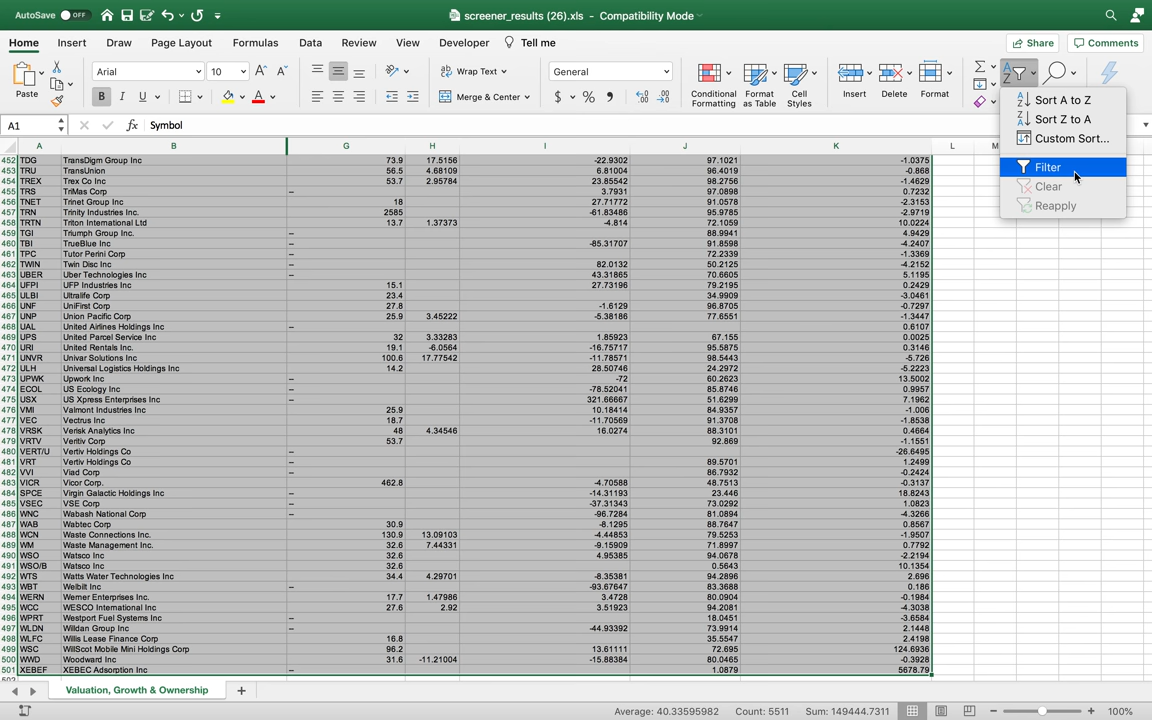 AutoSave OFF screener_results (26).xls - Compatibility Mode
Home Insert Draw Page Layout Formulas Data Review View Developer Tell me Share Comments
Paste Arial 10 Wrap Text General Conditional Formatting Format as Table Cell Styles Insert Delete Format
B I U Merge & Center $ % 9
Sort A to Z
Sort Z to A
Custom Sort...
Filter
Clear
Reapply
A1 fx Symbol
A B G H I J K L M
452 TDG TransDigm Group Inc 73.9 17.5156 -22.9302 97.1021 -1.0375
453 TRU TransUnion 56.5 4.68109 6.81004 96.4019 -0.868
454 TREX Trex Co Inc 53.7 2.95784 23.85542 98.2756 -1.4629
455 TRS TriMas Corp – 3.7931 97.0898 0.7232
456 TNET Trinet Group Inc 18 27.71772 91.0578 -2.3153
457 TRN Trinity Industries Inc. 2585 -61.83486 95.9785 -2.9719
458 TRTN Triton International Ltd 13.7 1.37373 -4.814 72.1059 10.0224
459 TGI Triumph Group Inc. – 88.9941 4.9429
460 TBI TrueBlue Inc – -85.31707 91.8598 -4.2407
461 TPC Tutor Perini Corp – 72.2339 -1.3369
462 TWIN Twin Disc Inc – 82.0132 50.2125 -4.2152
463 UBER Uber Technologies Inc – 43.31865 70.6605 5.1195
464 UFPI UFP Industries Inc 15.1 27.73196 79.2195 0.2429
465 ULBI Ultralife Corp 23.4 34.9909 -3.0461
466 UNF UniFirst Corp 27.8 -1.6129 96.8705 -0.7297
467 UNP Union Pacific Corp 25.9 3.45222 -5.38186 77.6551 -1.3447
468 UAL United Airlines Holdings Inc – 0.6107
469 UPS United Parcel Service Inc 32 3.33283 1.85923 67.155 0.0025
470 URI United Rentals Inc. 19.1 -6.0564 -16.75717 95.5875 0.3146
471 UNVR Univar Solutions Inc 100.6 17.77542 -11.78571 98.5443 -5.726
472 ULH Universal Logistics Holdings Inc 14.2 28.50746 24.2972 -5.2223
473 UPWK Upwork Inc – -72 60.2623 13.5002
474 ECOL US Ecology Inc – -78.52041 85.8746 0.9957
475 USX US Xpress Enterprises Inc – 321.66667 51.6299 7.1962
476 VMI Valmont Industries Inc 25.9 10.18414 84.9357 -1.006
477 VEC Vectrus Inc 18.7 -11.70569 91.3708 -1.8538
478 VRSK Verisk Analytics Inc 48 4.34546 16.0274 88.3101 0.4664
479 VRTV Veritiv Corp 53.7 92.869 -1.1551
480 VERT/U Vertiv Holdings Co – -26.6495
481 VRT Vertiv Holdings Co – 89.5701 1.2499
482 VVI Viad Corp – 86.7932 -0.2424
483 VICR Vicor Corp. 462.8 -4.70588 48.7513 -0.3137
484 SPCE Virgin Galactic Holdings Inc – -14.31193 23.446 18.8243
485 VSEC VSE Corp – -37.31343 73.0292 1.0823
486 WNC Wabash National Corp – -96.7284 81.0894 -4.3266
487 WAB Wabtec Corp 30.9 -8.1295 88.7647 0.8567
488 WCN Waste Connections Inc. 130.9 13.09103 -4.44853 79.5253 -1.9507
489 WM Waste Management Inc. 32.6 7.44331 -9.15909 71.8997 0.7792
490 WSO Watsco Inc 32.6 4.95385 94.0678 -2.2194
491 WSO/B Watsco Inc 32.6 0.5643 10.1354
492 WTS Watts Water Technologies Inc 34.4 4.29701 -8.35381 94.2896 2.696
493 WBT Welbilt Inc – -93.67647 83.3688 0.186
494 WERN Werner Enterprises Inc. 17.7 1.47986 3.4728 80.0904 -0.1984
495 WCC WESCO International Inc 27.6 2.92 3.51923 94.2081 -4.3038
496 WPRT Westport Fuel Systems Inc – 18.0451 -3.6584
497 WLDN Willdan Group Inc – -44.93392 73.9914 2.1448
498 WLFC Willis Lease Finance Corp 16.8 35.5547 2.4198
499 WSC WillScot Mobile Mini Holdings Corp 96.2 13.61111 72.695 124.6936
500 WWD Woodward Inc 31.6 -11.21004 -15.88384 80.0465 -0.3928
501 XEBEF XEBEC Adsorption Inc – 1.0879 5678.79
502
Valuation, Growth & Ownership +
Average: 40.33595982 Count: 5511 Sum: 149444.7311 100%